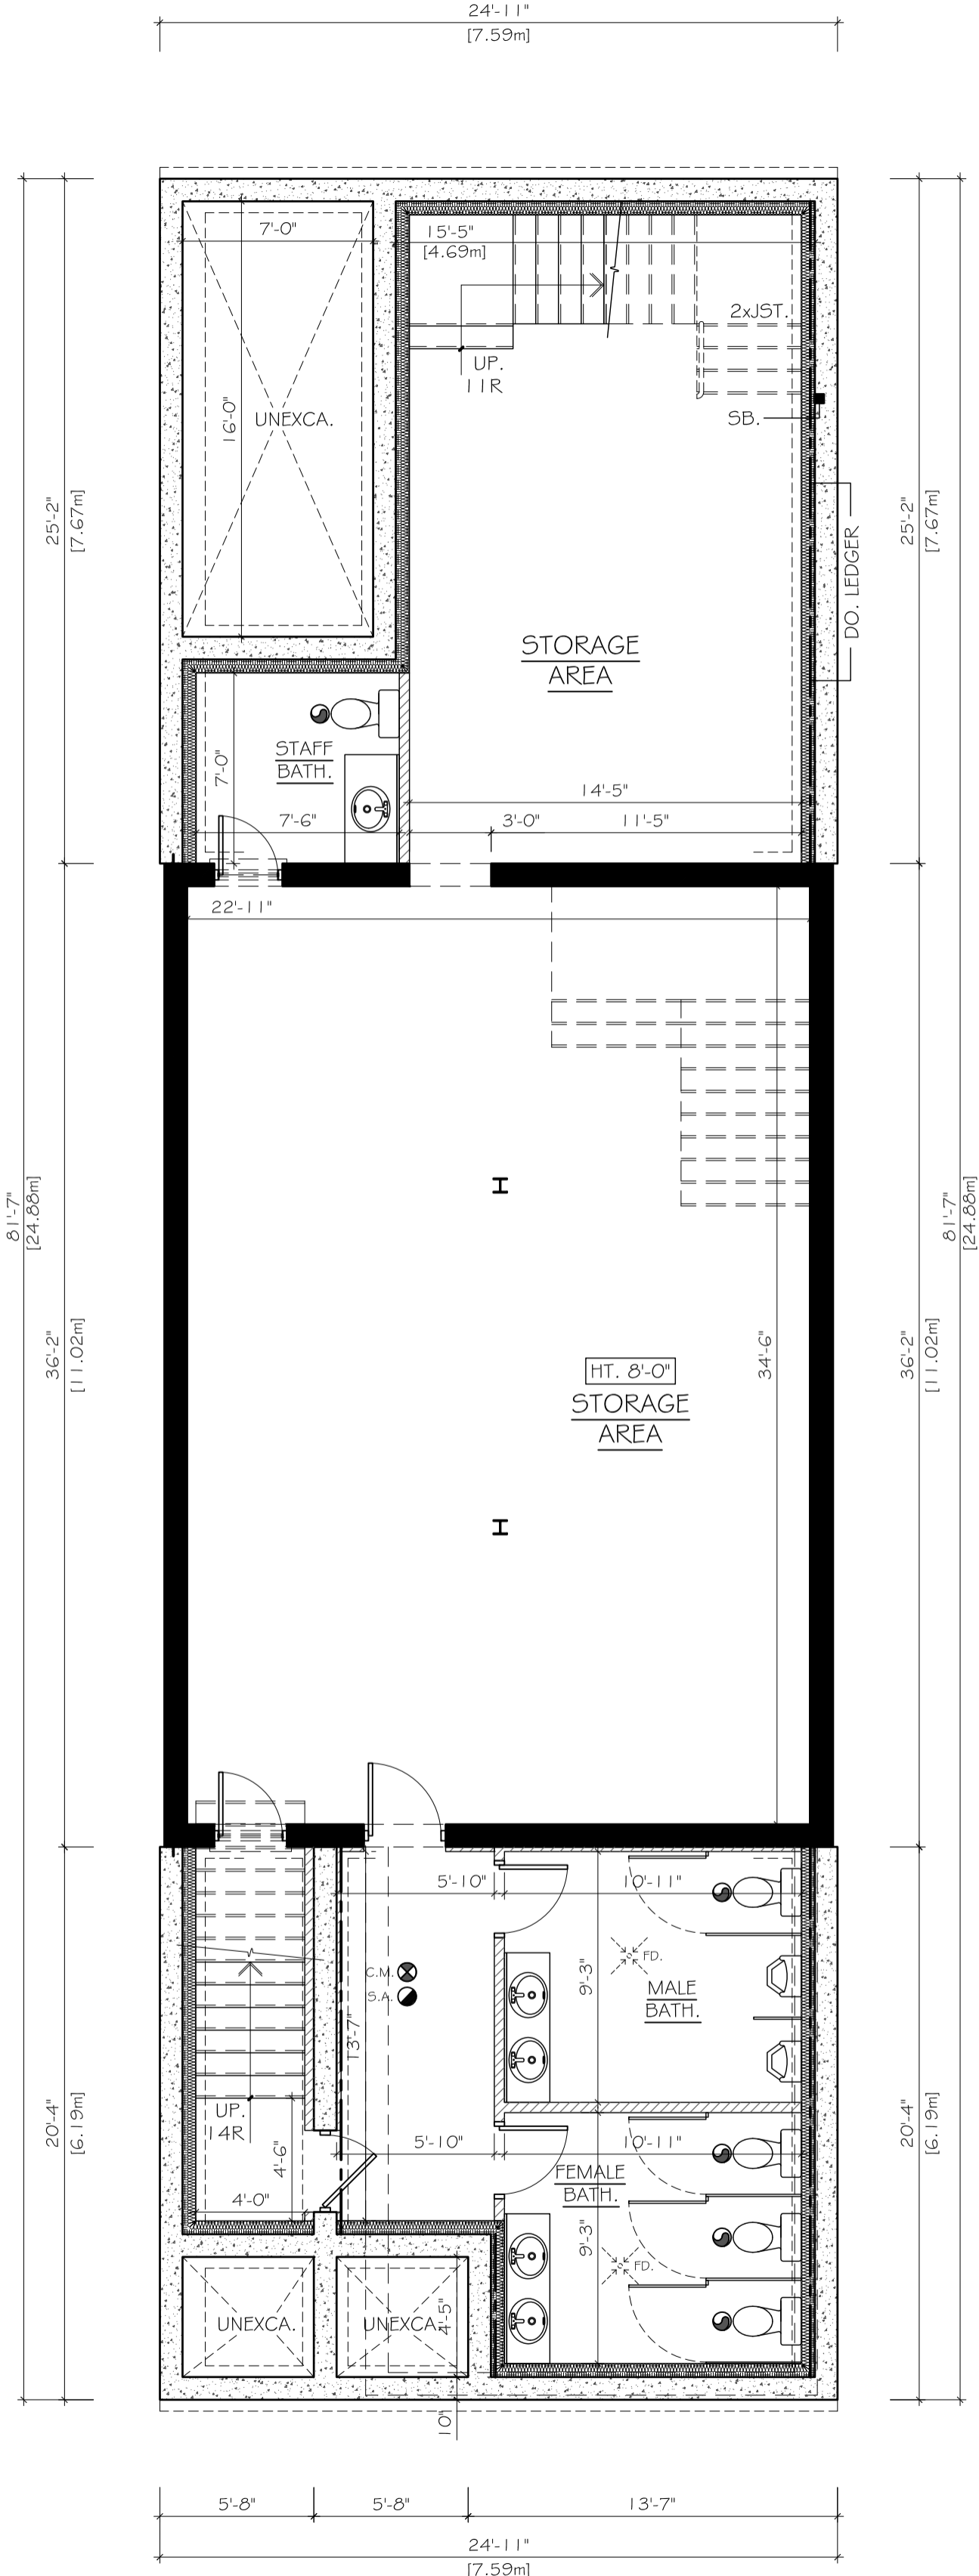 24'-11"
[7.59m]
7'-0"
15'-5"
[4.69m]
2xJST.
UP.
11R
SB.
16'-0"
UNEXCA.
25'-2"
[7.67m]
25'-2"
[7.67m]
DO. LEDGER
STORAGE
AREA
STAFF
BATH.
7'-0"
14'-5"
7'-6"
3'-0"
11'-5"
22'-11"
81'-7"
[24.88m]
36'-2"
[11.02m]
34'-6"
36'-2"
[11.02m]
81'-7"
[24.88m]
HT. 8'-0"
STORAGE
AREA
5'-10"
10'-11"
C.M.
S.A.
FD.
9'-3"
MALE
BATH.
13'-7"
UP.
14R
4'-6"
4'-0"
20'-4"
[6.19m]
20'-4"
[6.19m]
5'-10"
10'-11"
FEMALE
BATH.
9'-3"
FD.
UNEXCA.
UNEXCA.
4'-5"
10"
5'-8"
5'-8"
13'-7"
24'-11"
[7.59m]